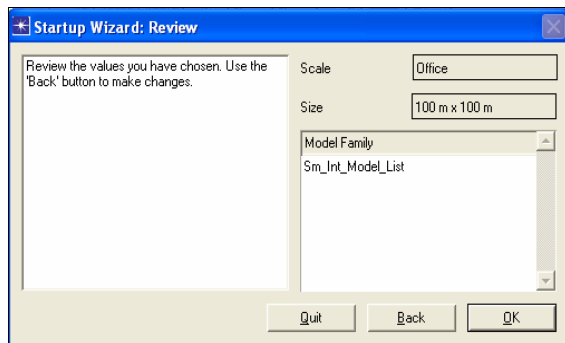 Startup Wizard: Review
Review the values you have chosen. Use the
'Back' button to make changes.
Scale
Office
Size
100 m x 100 m
Model Family
Sm_Int_Model_List
Quit
Back
OK